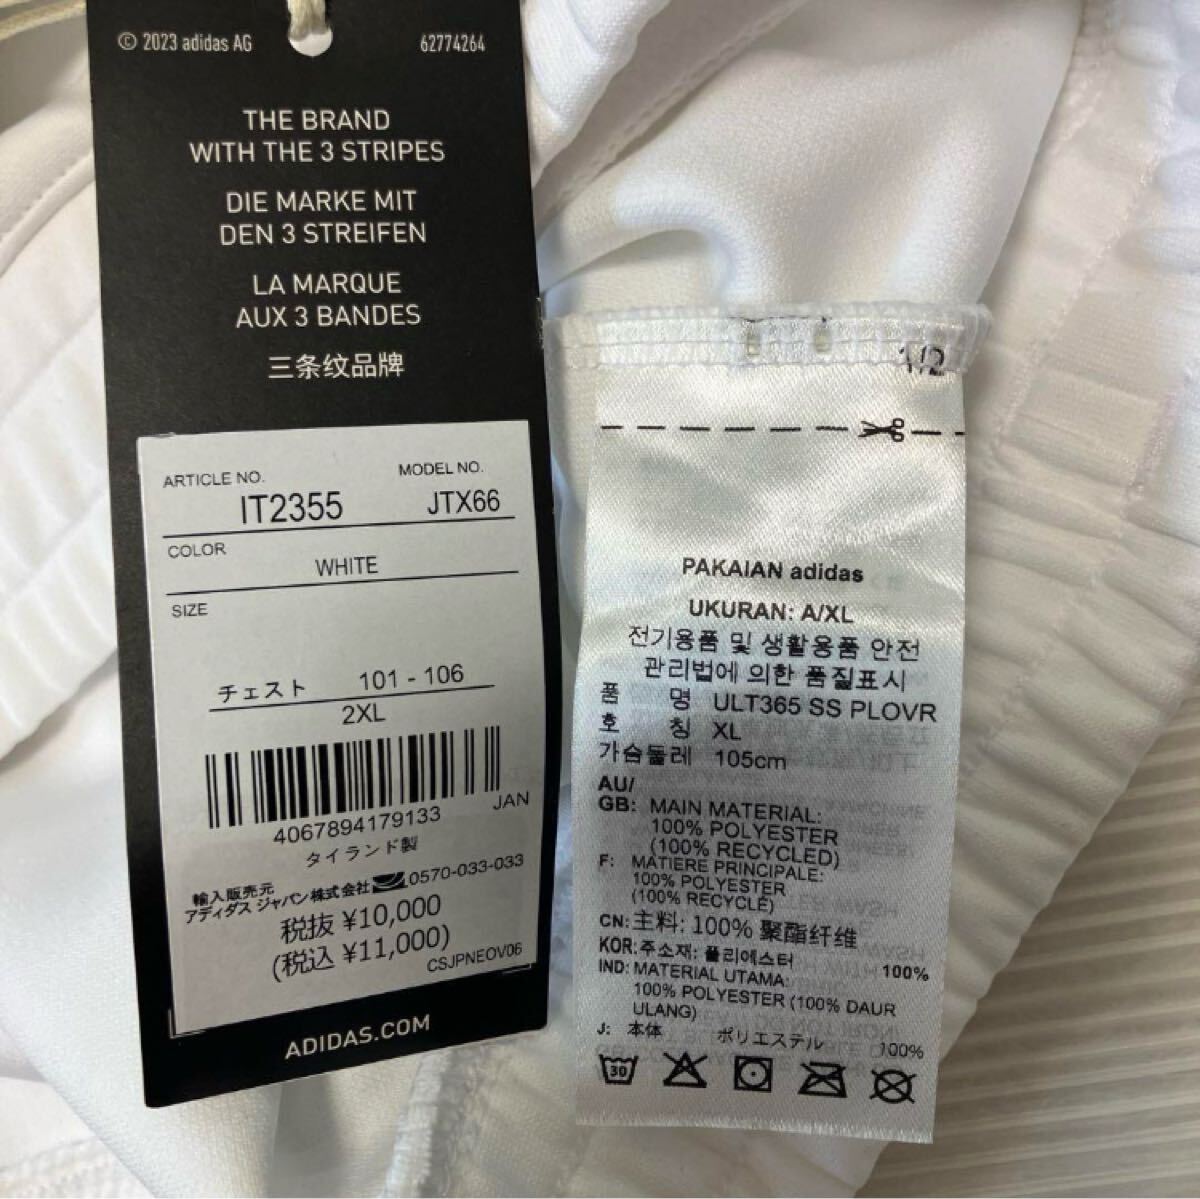 © 2023 adidas AG 62774264
THE BRAND
WITH THE 3 STRIPES
DIE MARKE MIT
DEN 3 STREIFEN
LA MARQUE
AUX 3 BANDES
三条纹品牌
ARTICLE NO. MODEL NO.
IT2355 JTX66
COLOR
WHITE
SIZE
チェスト 101 - 106
2XL
JAN
4067894179133
タイランド製
輸入販売元
アディダス ジャパン株式会社 0570-033-033
税抜 ¥10,000
(税込 ¥11,000)
CSJPNEOV06
ADIDAS.COM
1/2
PAKAIAN adidas
UKURAN: A/XL
전기용품 및 생활용품 안전
관리법에 의한 품질표시
품 명 ULT365 SS PLOVR
호 칭 XL
가슴둘레 105cm
AU/
GB: MAIN MATERIAL:
100% POLYESTER
(100% RECYCLED)
F: MATIERE PRINCIPALE:
100% POLYESTER
(100% RECYCLÉ)
CN: 主料: 100% 聚酯纤维
KOR: 주소재: 폴리에스터 100%
IND: MATERIAL UTAMA:
100% POLYESTER (100% DAUR
ULANG)
J: 本体 ポリエステル 100%
30